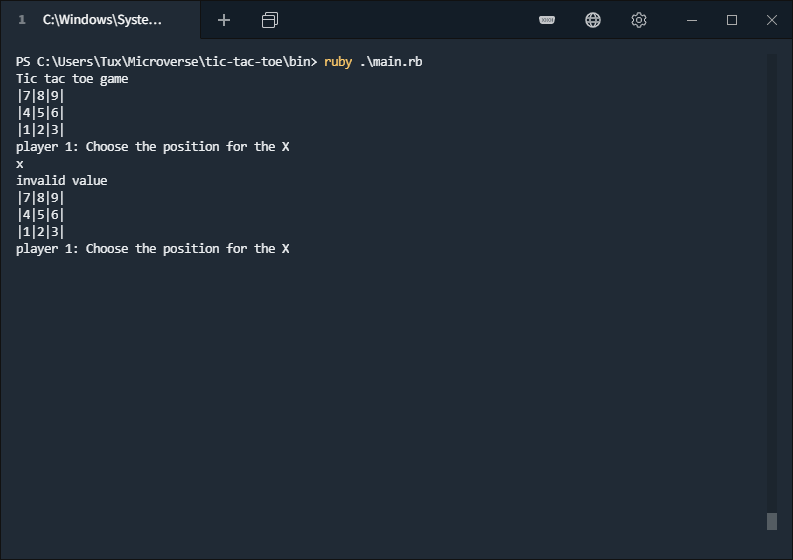 1 C:\Windows\Syste...
PS C:\Users\Tux\Microverse\tic-tac-toe\bin> ruby .\main.rb
Tic tac toe game
|7|8|9|
|4|5|6|
|1|2|3|
player 1: Choose the position for the X
x
invalid value
|7|8|9|
|4|5|6|
|1|2|3|
player 1: Choose the position for the X